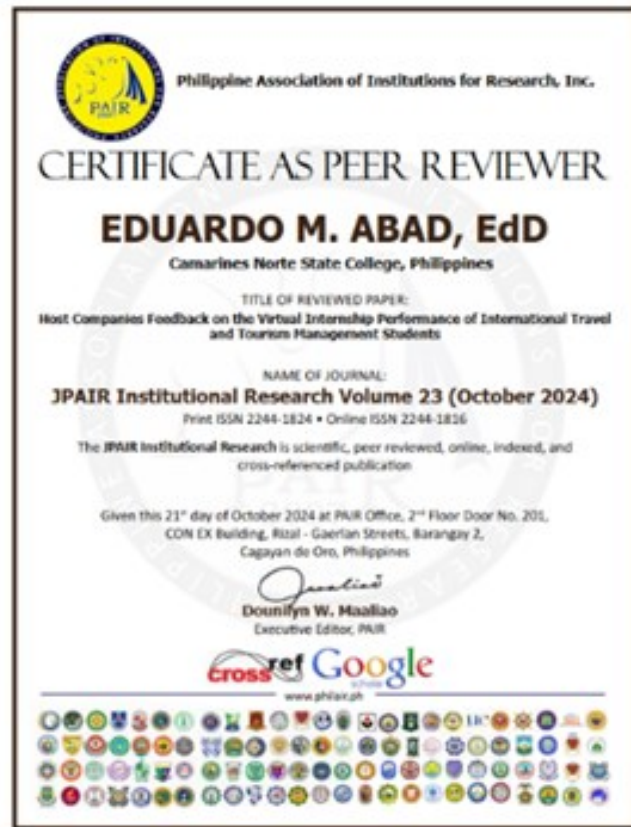 PAIR
Philippine Association of Institutions for Research, Inc.
CERTIFICATE AS PEER REVIEWER
EDUARDO M. ABAD, EdD
Camarines Norte State College, Philippines
TITLE OF REVIEWED PAPER:
Host Companies Feedback on the Virtual Internship Performance of International Travel
and Tourism Management Students
NAME OF JOURNAL:
JPAIR Institutional Research Volume 23 (October 2024)
Print ISSN 2244-1824 • Online ISSN 2244-1816
The JPAIR Institutional Research is scientific, peer reviewed, online, indexed, and
cross-referenced publication
Given this 21st day of October 2024 at PAIR Office, 2nd Floor Door No. 201,
CON EX Building, Rizal - Gaerlan Streets, Barangay 2,
Cagayan de Oro, Philippines
Dounifyn W. Maaliao
Executive Editor, PAIR
crossref Google
scholar
www.philair.ph